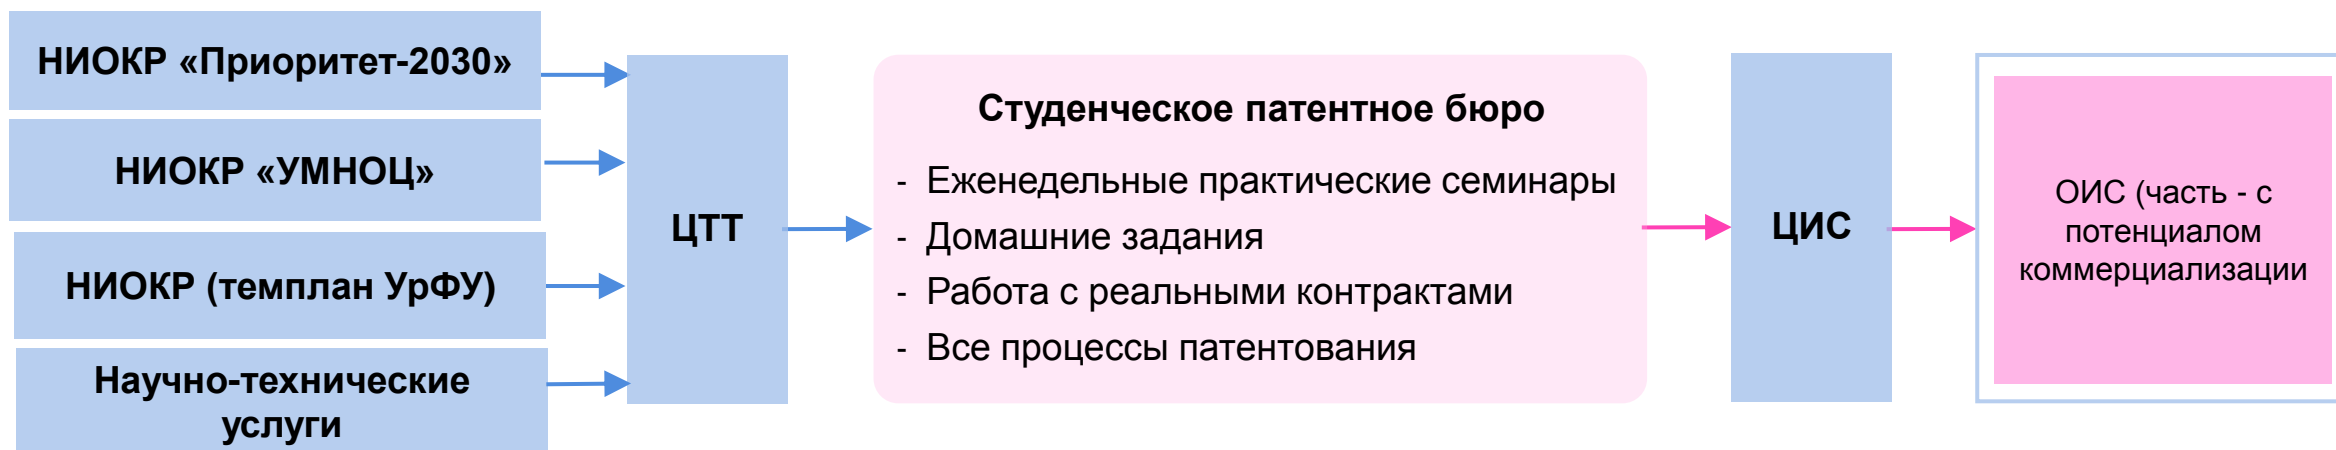 НИОКР «Приоритет-2030»
НИОКР «УМНОЦ»
НИОКР (темплан УрФУ)
Научно-технические
услуги
ЦТТ
Студенческое патентное бюро
- Еженедельные практические семинары
- Домашние задания
- Работа с реальными контрактами
- Все процессы патентования
ЦИС
ОИС (часть - с
потенциалом
коммерциализации